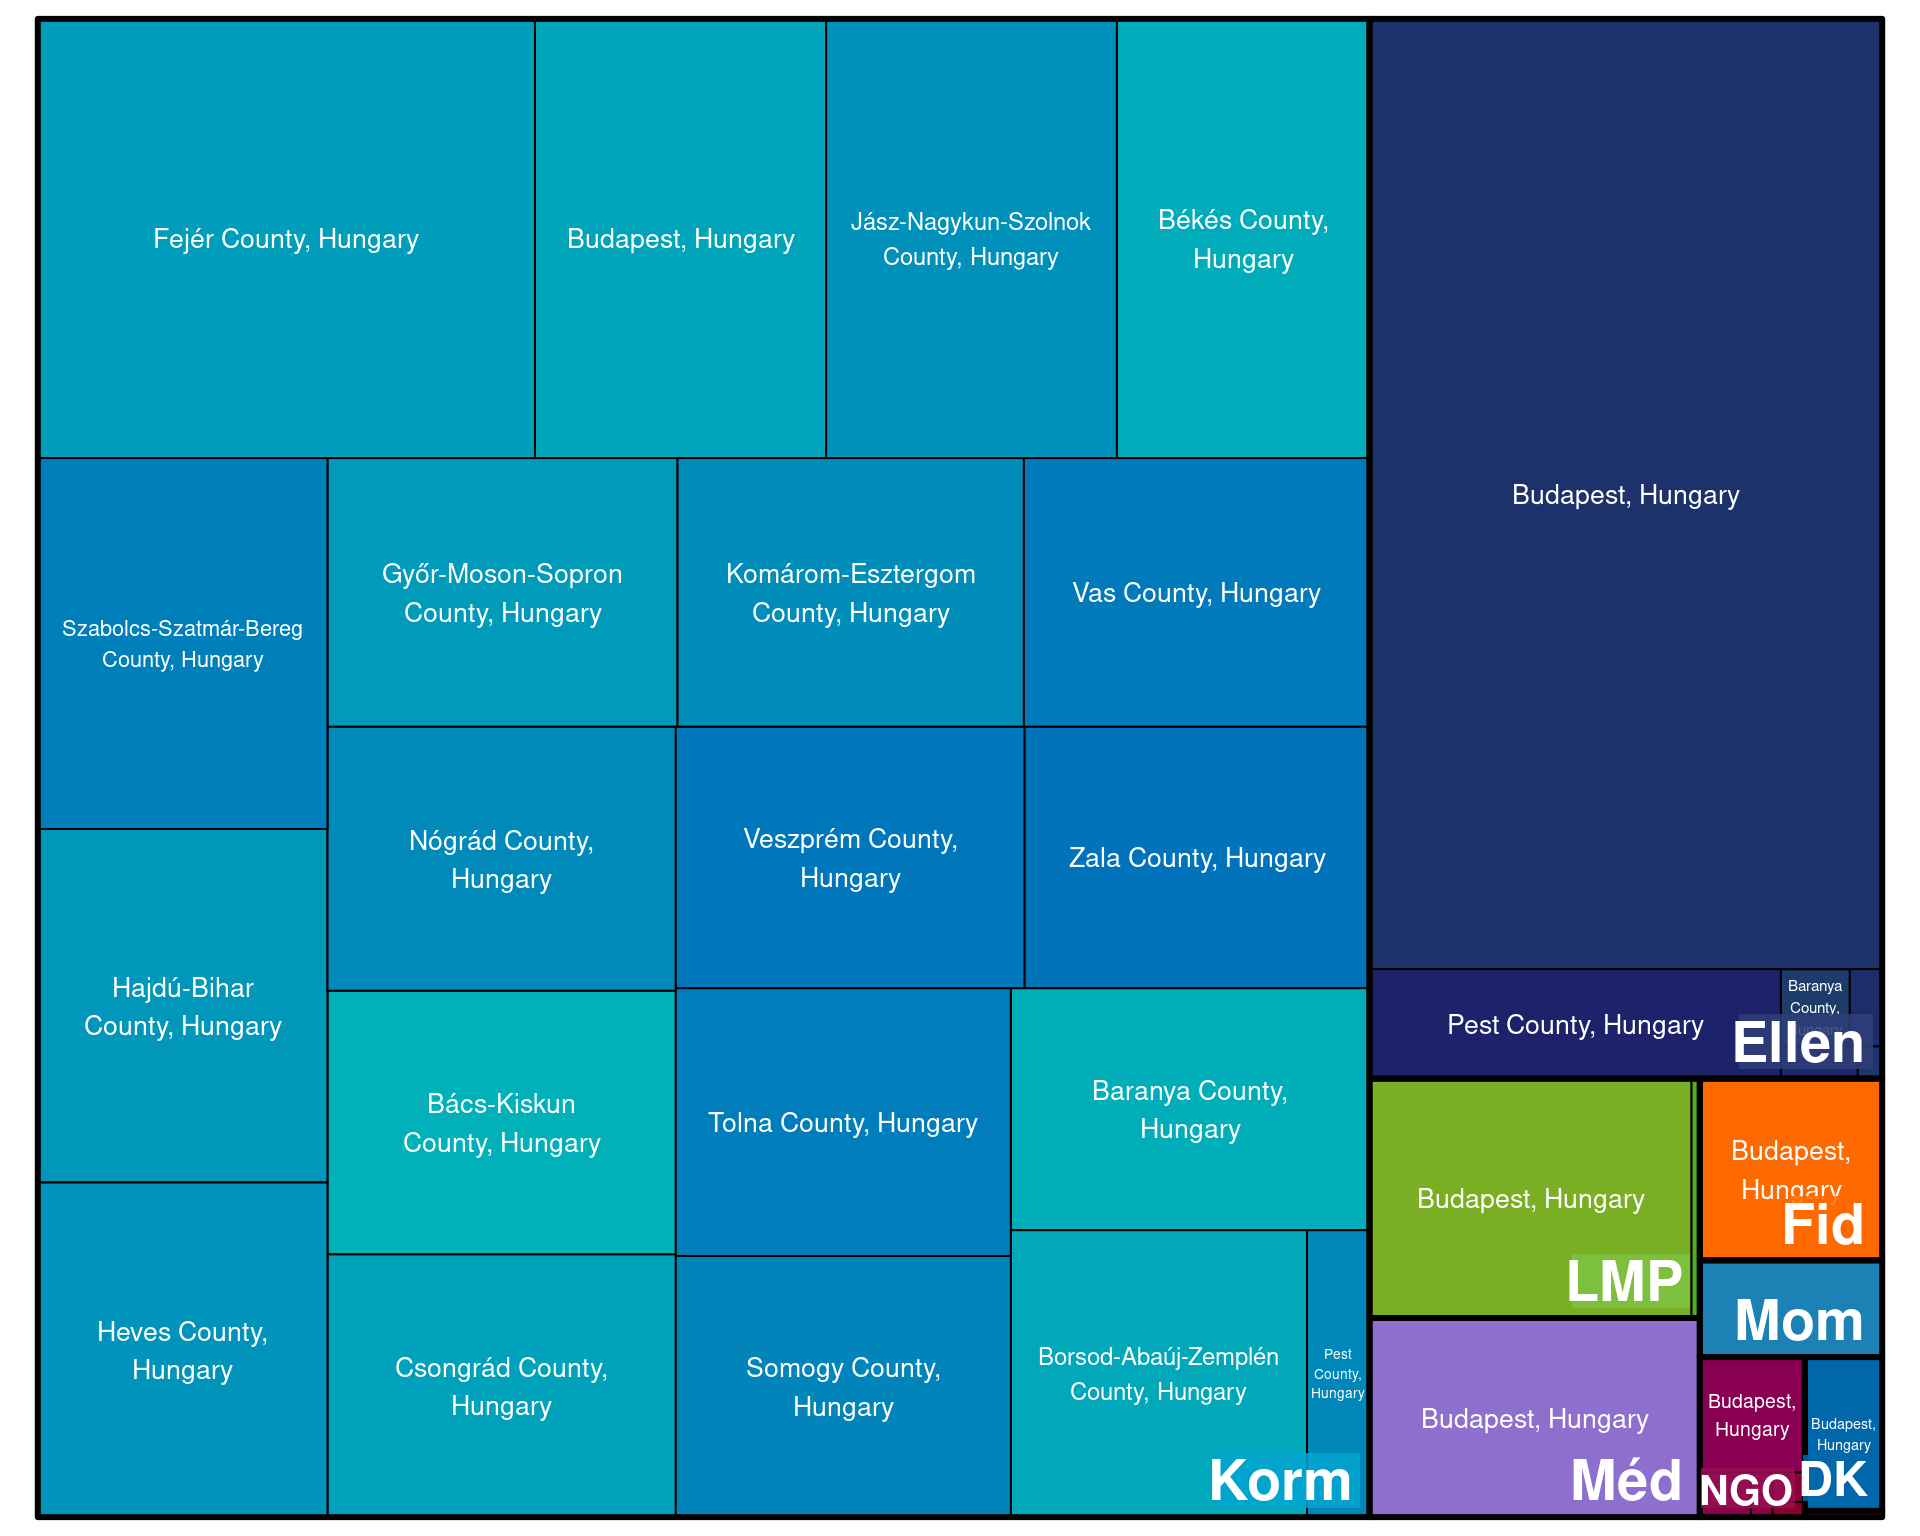 Fejér County, Hungary
Budapest, Hungary
Jász-Nagykun-Szolnok
County, Hungary
Békés County,
Hungary
Szabolcs-Szatmár-Bereg
County, Hungary
Győr-Moson-Sopron
County, Hungary
Komárom-Esztergom
County, Hungary
Vas County, Hungary
Hajdú-Bihar
County, Hungary
Nógrád County,
Hungary
Veszprém County,
Hungary
Zala County, Hungary
Heves County,
Hungary
Bács-Kiskun
County, Hungary
Tolna County, Hungary
Baranya County,
Hungary
Csongrád County,
Hungary
Somogy County,
Hungary
Borsod-Abaúj-Zemplén
County, Hungary
Pest
County,
Hungary
Korm
Budapest, Hungary
Pest County, Hungary
Baranya
County,
Hungary
Ellen
Budapest, Hungary
LMP
Budapest,
Hungary
Fid
Mom
Budapest, Hungary
Méd
Budapest,
Hungary
NGO
Budapest,
Hungary
DK